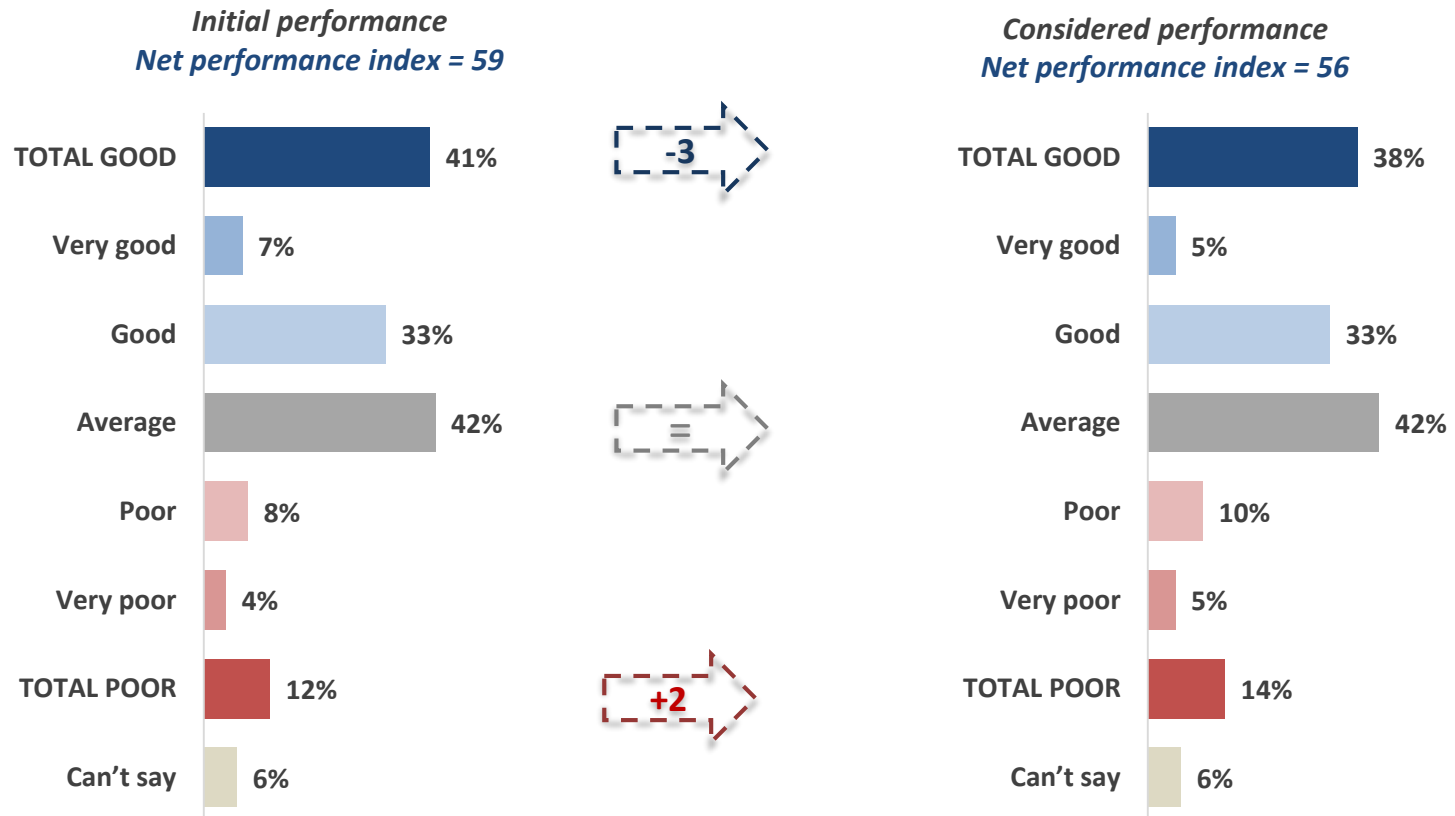 Initial performance
Net performance index = 59
TOTAL GOOD 41%
Very good 7%
Good 33%
Average 42%
Poor 8%
Very poor 4%
TOTAL POOR 12%
Can’t say 6%
-3
=
+2
Considered performance
Net performance index = 56
TOTAL GOOD 38%
Very good 5%
Good 33%
Average 42%
Poor 10%
Very poor 5%
TOTAL POOR 14%
Can’t say 6%